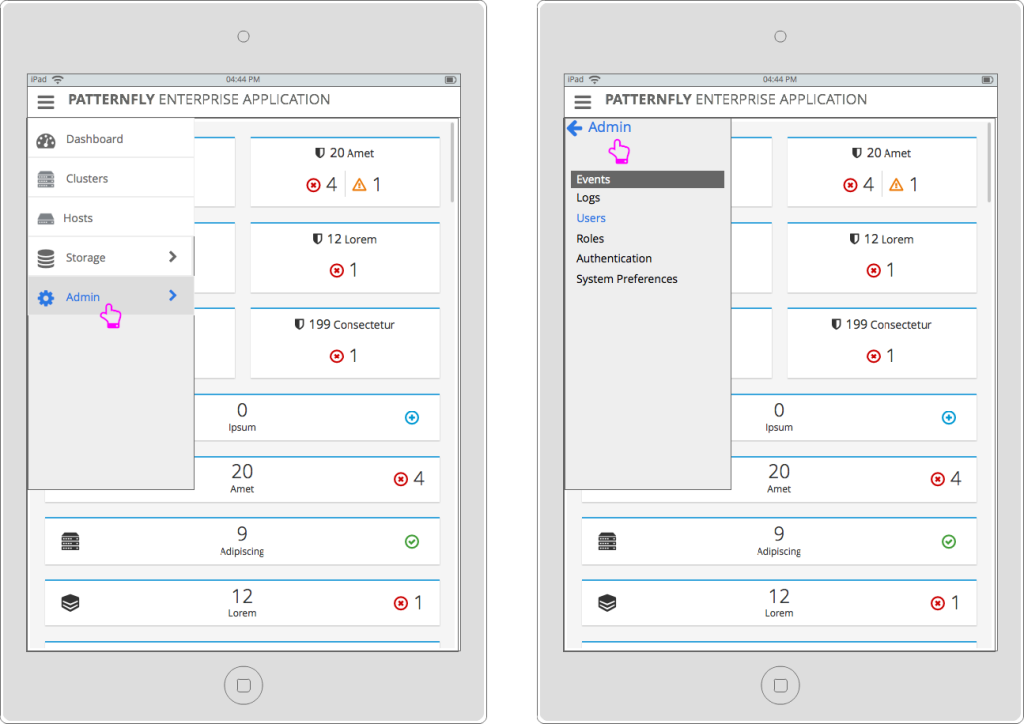 iPad 04:44 PM
PATTERNFLY ENTERPRISE APPLICATION
Dashboard
Clusters
Hosts
Storage
Admin
20 Amet
4 1
12 Lorem
1
199 Consectetur
1
0
Ipsum
20
Amet
4
9
Adipiscing
12
Lorem
1
iPad 04:44 PM
PATTERNFLY ENTERPRISE APPLICATION
Admin
Events
Logs
Users
Roles
Authentication
System Preferences
20 Amet
4 1
12 Lorem
1
199 Consectetur
1
0
Ipsum
20
Amet
4
9
Adipiscing
12
Lorem
1